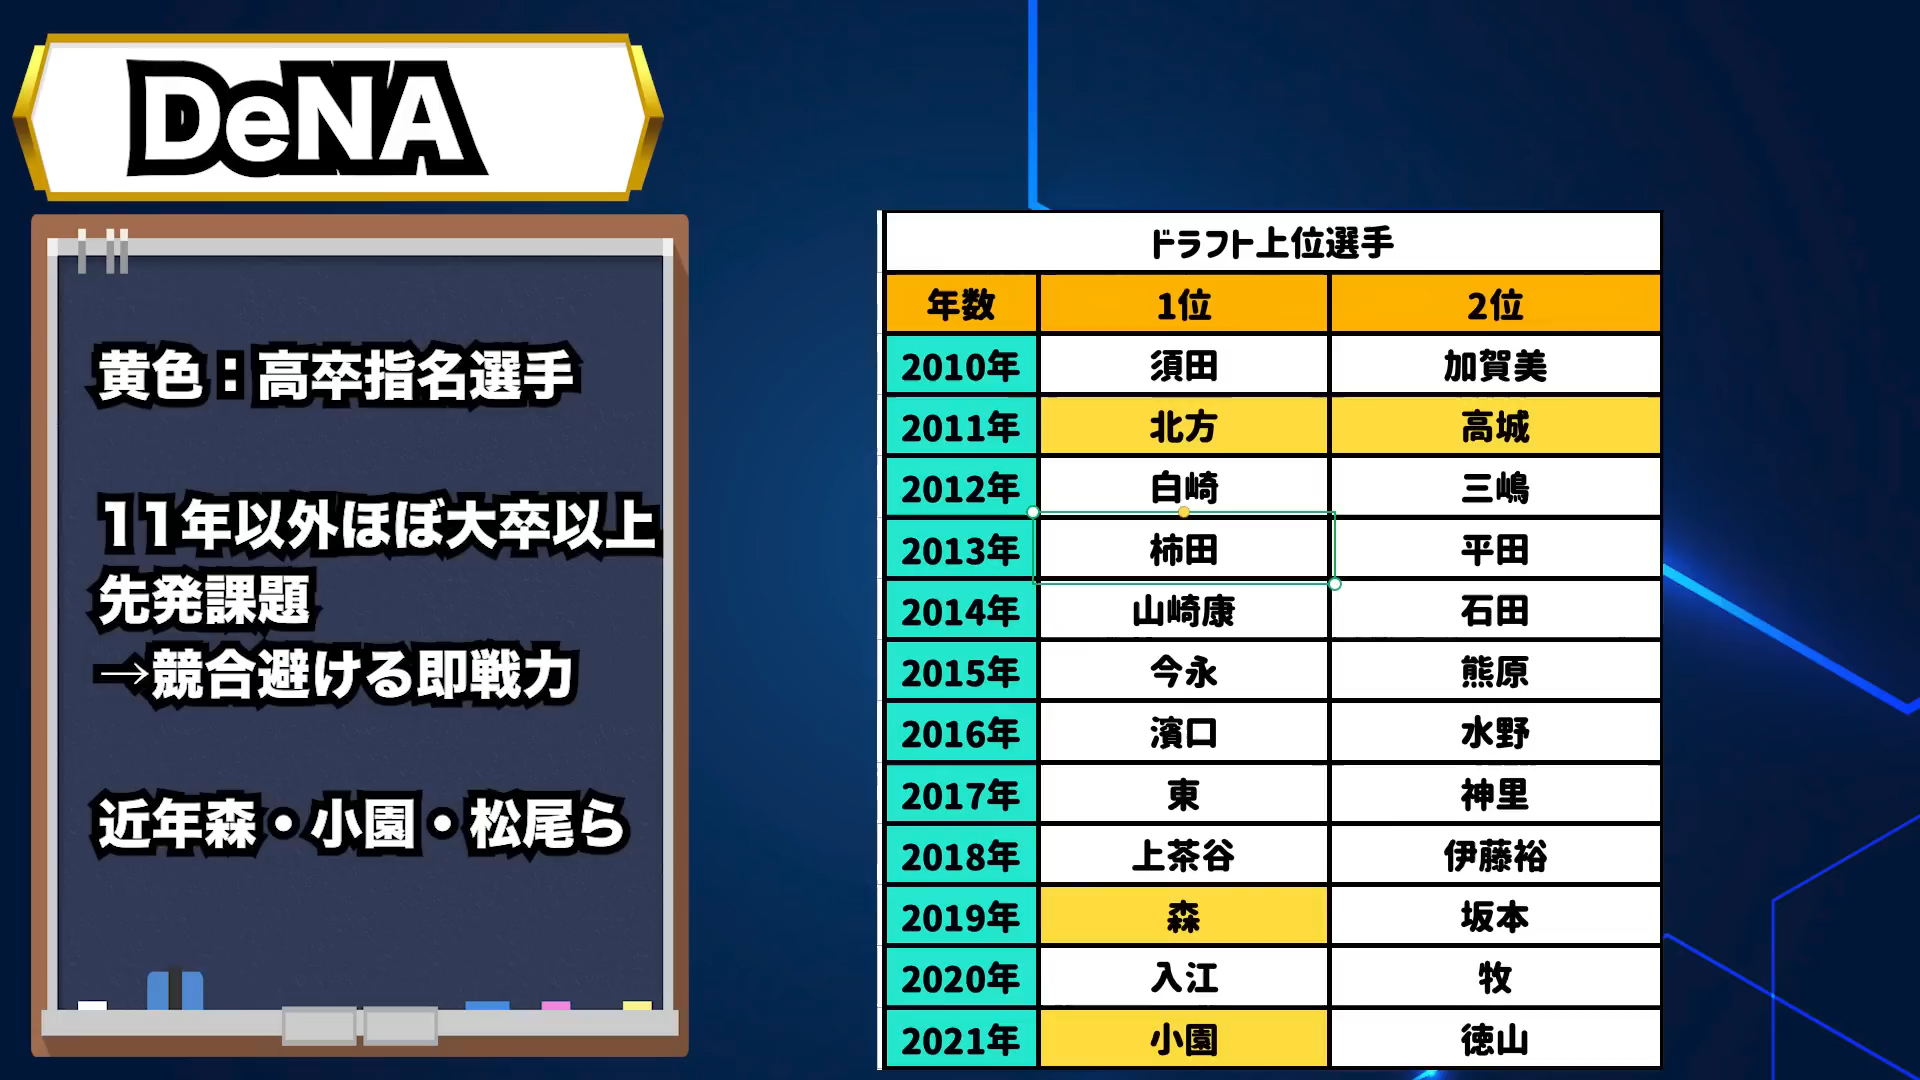 DeNA
黄色：高卒指名選手
11年以外ほぼ大卒以上
先発課題
→競合避ける即戦力
近年森・小園・松尾ら
ドラフト上位選手
年数 1位 2位
2010年 須田 加賀美
2011年 北方 高城
2012年 白崎 三嶋
2013年 柿田 平田
2014年 山崎康 石田
2015年 今永 熊原
2016年 濱口 水野
2017年 東 神里
2018年 上茶谷 伊藤裕
2019年 森 坂本
2020年 入江 牧
2021年 小園 徳山